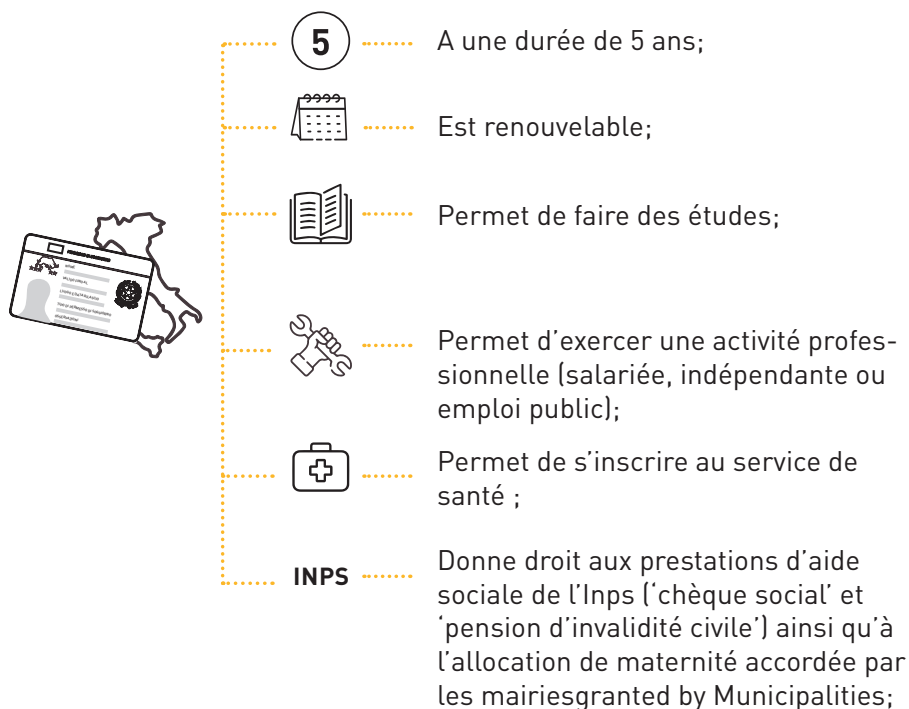 5
A une durée de 5 ans;
Est renouvelable;
Permet de faire des études;
Permet d’exercer une activité profes-
sionnelle (salariée, indépendante ou
emploi public);
Permet de s’inscrire au service de
santé ;
INPS
Donne droit aux prestations d’aide
sociale de l’Inps (‘chèque social’ et
‘pension d’invalidité civile’) ainsi qu’à
l’allocation de maternité accordée par
les mairiesgranted by Municipalities;